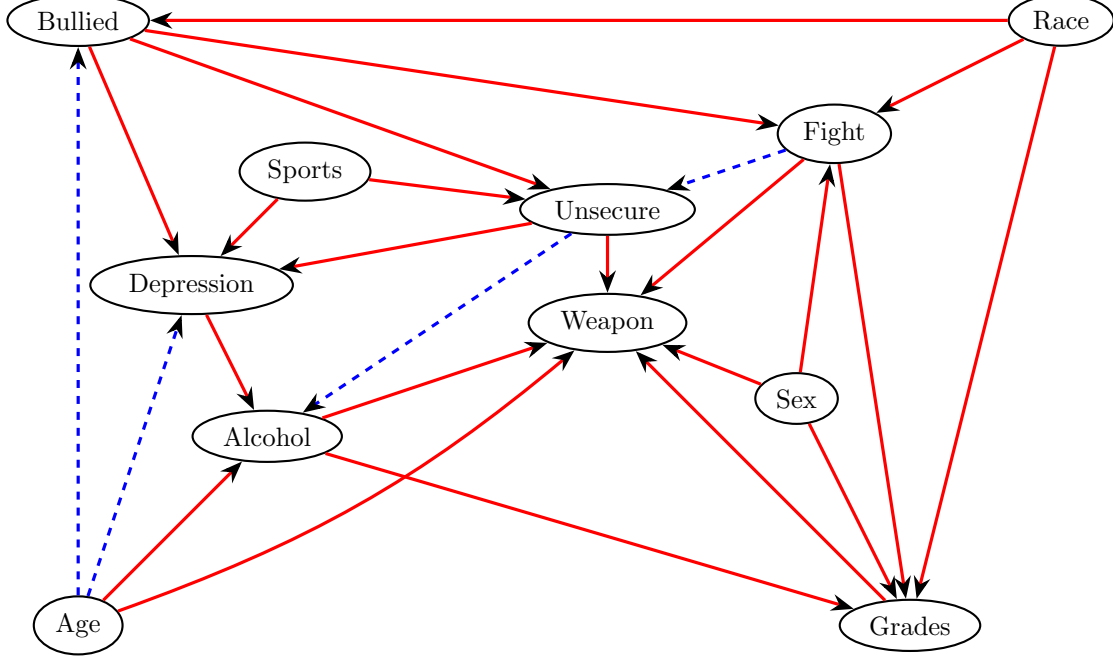 Bullied
Race
Fight
Sports
Unsecure
Depression
Weapon
Sex
Alcohol
Age
Grades